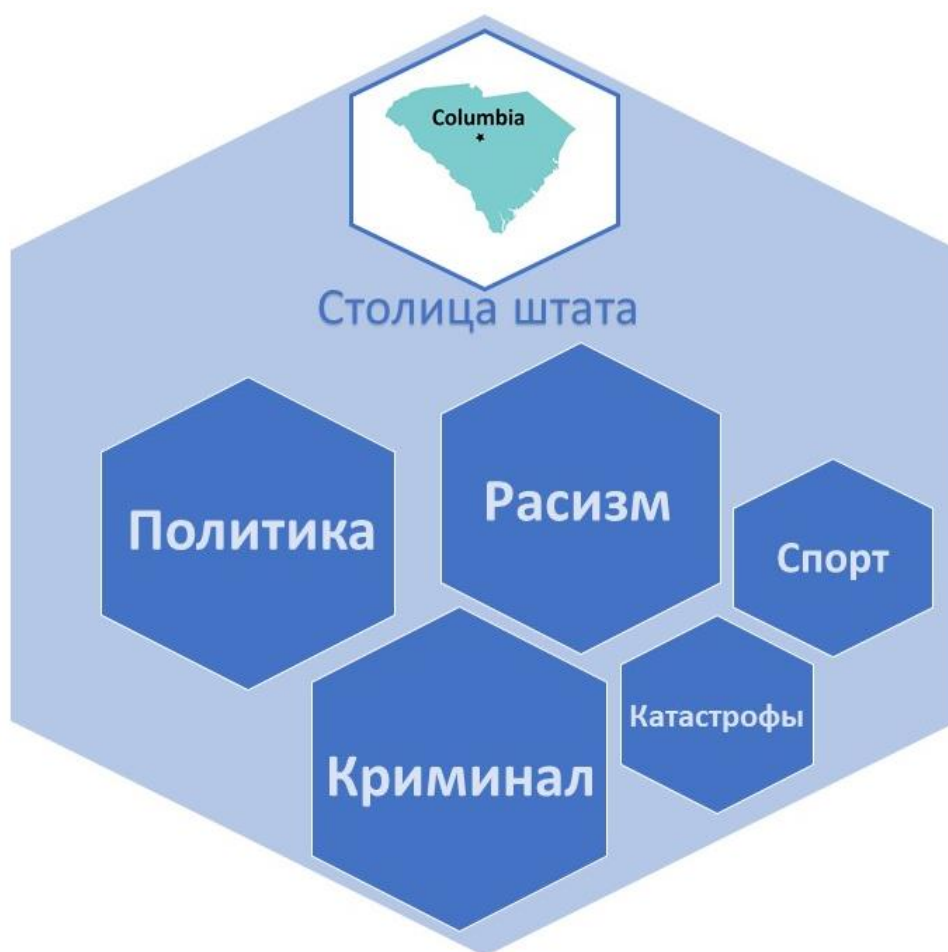 Columbia
Столица штата
Политика
Расизм
Спорт
Криминал
Катастрофы